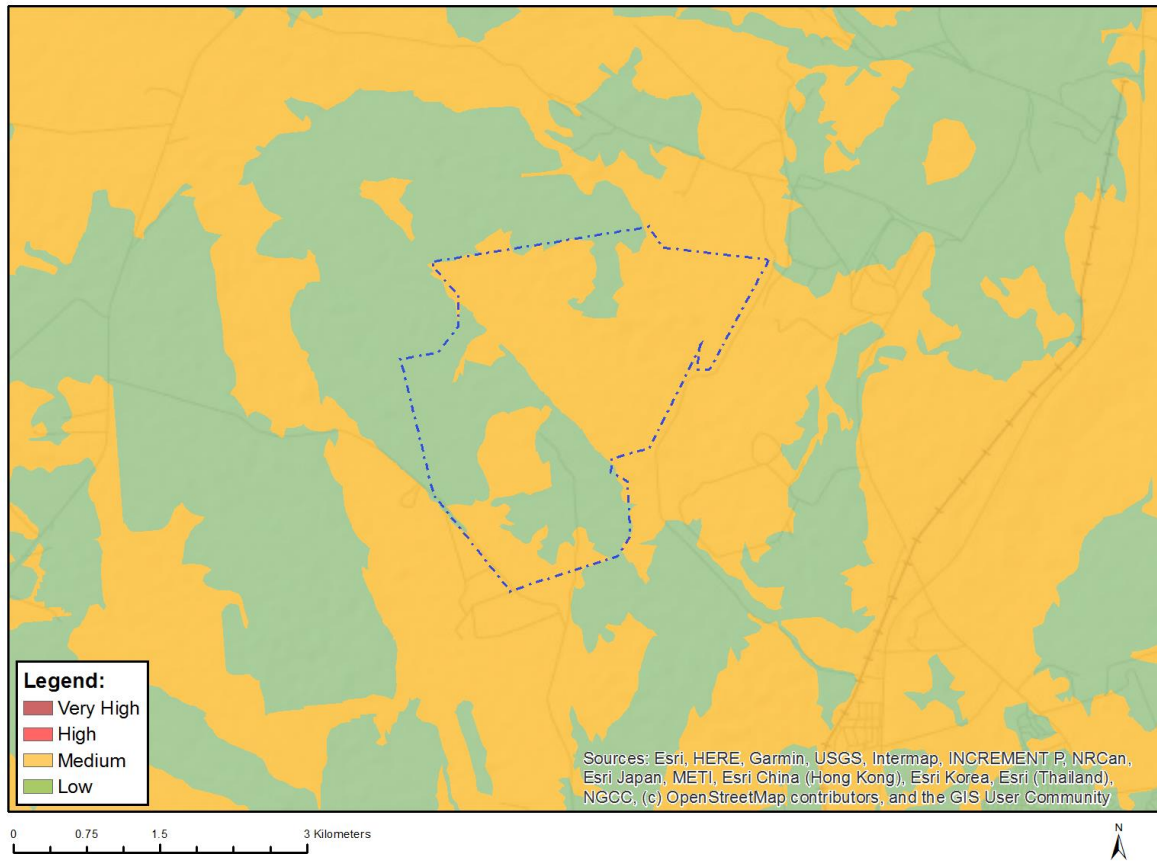 Legend:
Very High
High
Medium
Low
Sources: Esri, HERE, Garmin, USGS, Intermap, INCREMENT P, NRCan,
Esri Japan, METI, Esri China (Hong Kong), Esri Korea, Esri (Thailand),
NGCC, (c) OpenStreetMap contributors, and the GIS User Community
0 0.75 1.5 3 Kilometers
N